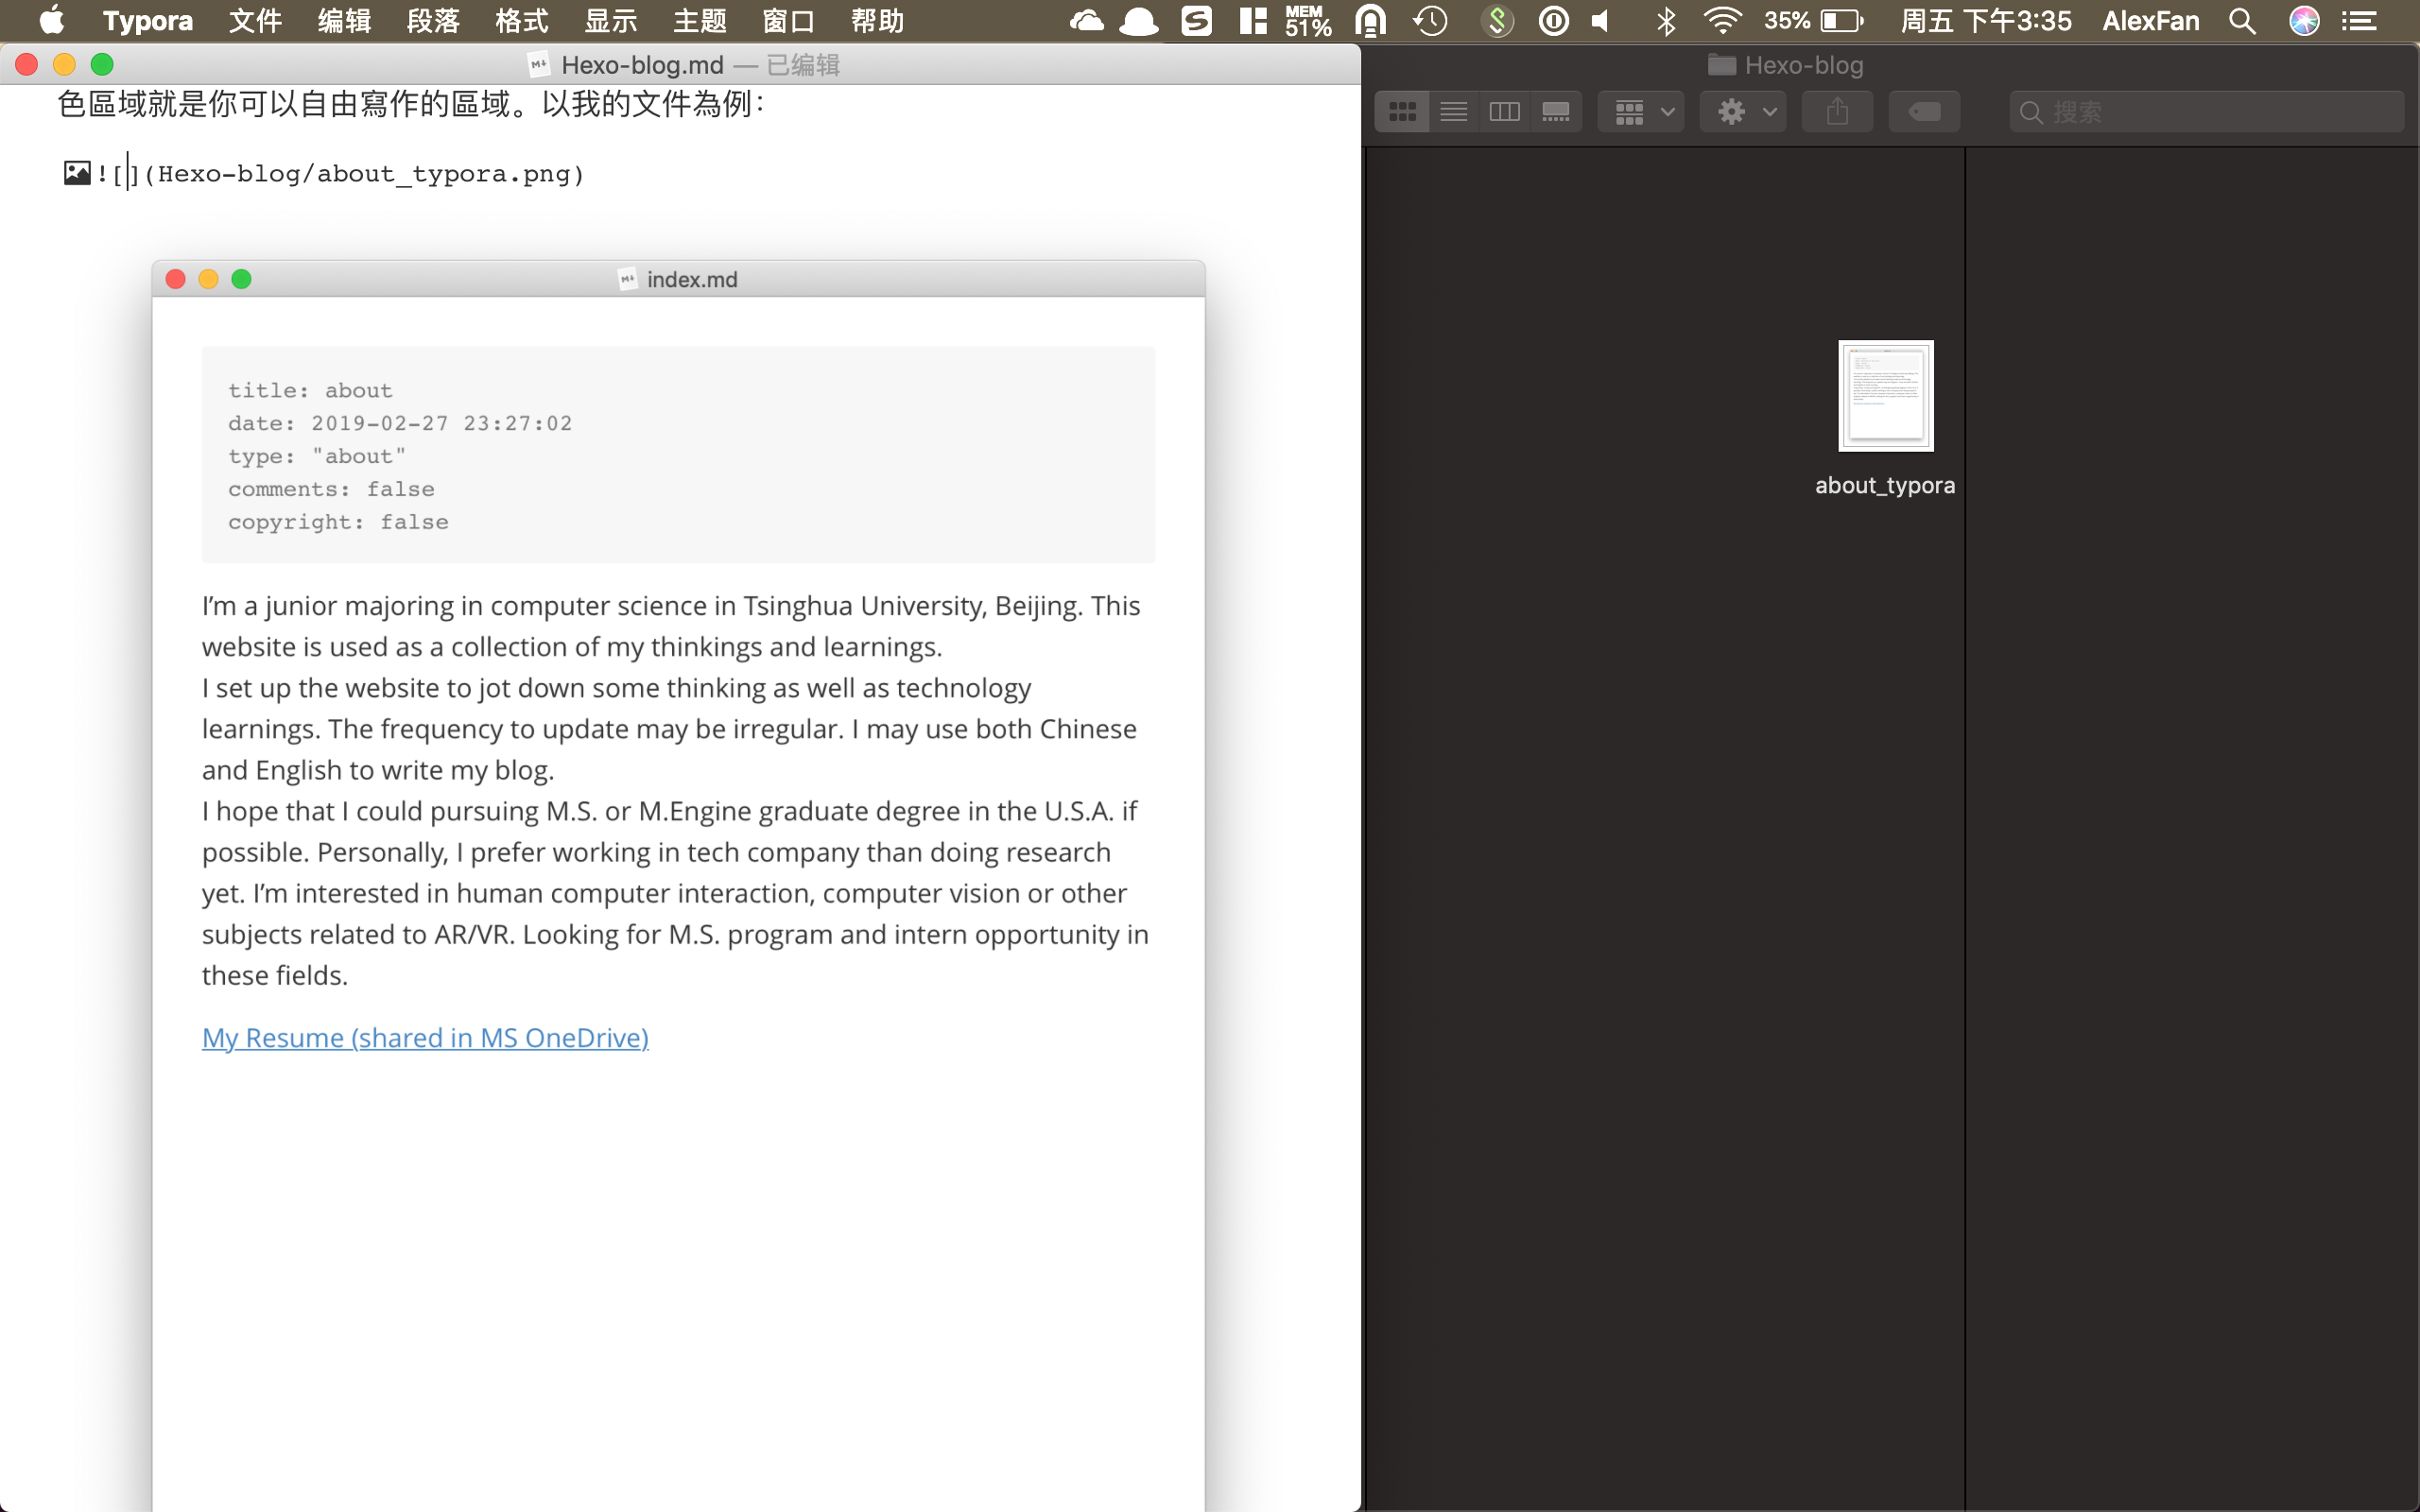 Typora 文件 编辑 段落 格式 显示 主题 窗口 帮助 MEM 51% 35% 周五 下午3:35 AlexFan
Hexo-blog.md — 已编辑
色區域就是你可以自由寫作的區域。以我的文件為例：
![](Hexo-blog/about_typora.png)
index.md
title: about
date: 2019-02-27 23:27:02
type: "about"
comments: false
copyright: false
I’m a junior majoring in computer science in Tsinghua University, Beijing. This
website is used as a collection of my thinkings and learnings.
I set up the website to jot down some thinking as well as technology
learnings. The frequency to update may be irregular. I may use both Chinese
and English to write my blog.
I hope that I could pursuing M.S. or M.Engine graduate degree in the U.S.A. if
possible. Personally, I prefer working in tech company than doing research
yet. I’m interested in human computer interaction, computer vision or other
subjects related to AR/VR. Looking for M.S. program and intern opportunity in
these fields.
My Resume (shared in MS OneDrive)
Hexo-blog
搜索
about_typora